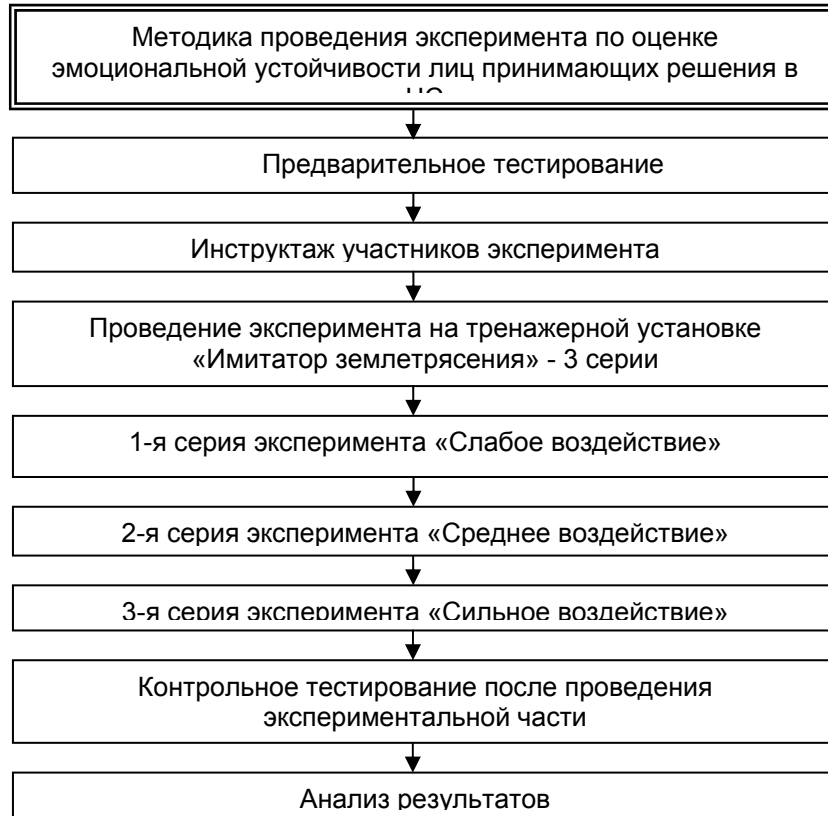 Методика проведения эксперимента по оценке
эмоциональной устойчивости лиц принимающих решения в
ЧС
Предварительное тестирование
Инструктаж участников эксперимента
Проведение эксперимента на тренажерной установке
«Имитатор землетрясения» - 3 серии
1-я серия эксперимента «Слабое воздействие»
2-я серия эксперимента «Среднее воздействие»
3-я серия эксперимента «Сильное воздействие»
Контрольное тестирование после проведения
экспериментальной части
Анализ результатов